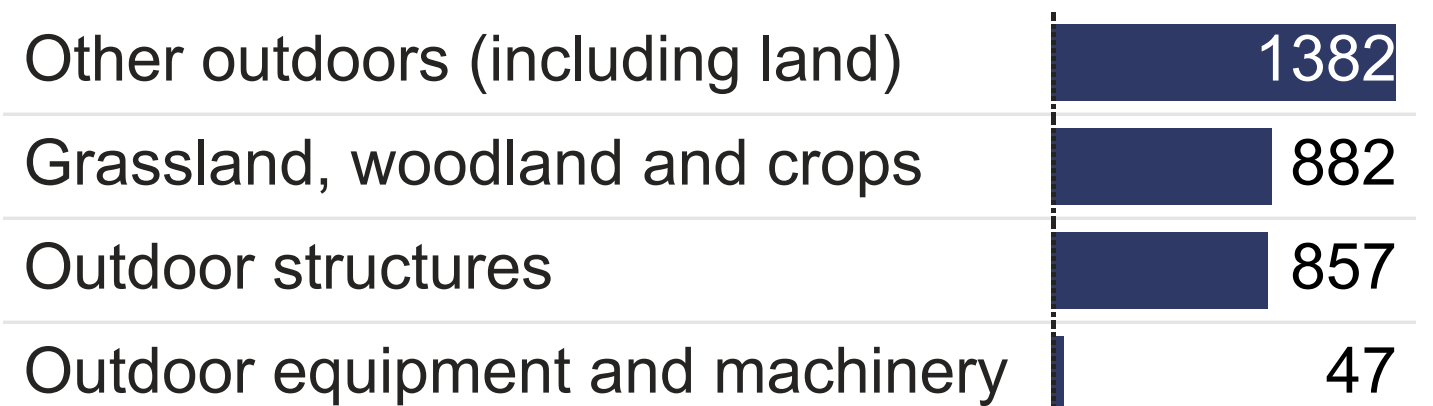 Other outdoors (including land) 1382
Grassland, woodland and crops 882
Outdoor structures 857
Outdoor equipment and machinery 47